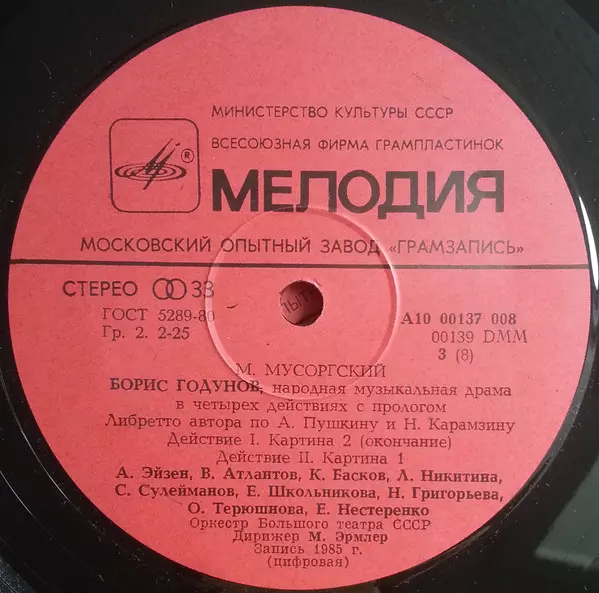 МИНИСТЕРСТВО КУЛЬТУРЫ СССР
ВСЕСОЮЗНАЯ ФИРМА ГРАМПЛАСТИНОК
®
МЕЛОДИЯ
МОСКОВСКИЙ ОПЫТНЫЙ ЗАВОД «ГРАМЗАПИСЬ»
СТЕРЕО 33
ГОСТ 5289-80
Гр. 2. 2-25
А10 00137 008
00139 DMM
3 (8)
М. МУСОРГСКИЙ
БОРИС ГОДУНОВ, народная музыкальная драма
в четырех действиях с прологом
Либретто автора по А. Пушкину и Н. Карамзину
Действие I. Картина 2 (окончание)
Действие II. Картина 1
А. Эйзен, В. Атлантов, К. Басков, Л. Никитина,
С. Сулейманов, Е. Школьникова, Н. Григорьева,
О. Терюшнова, Е. Нестеренко
Оркестр Большого театра СССР
Дирижер М. Эрмлер
Запись 1985 г.
(цифровая)